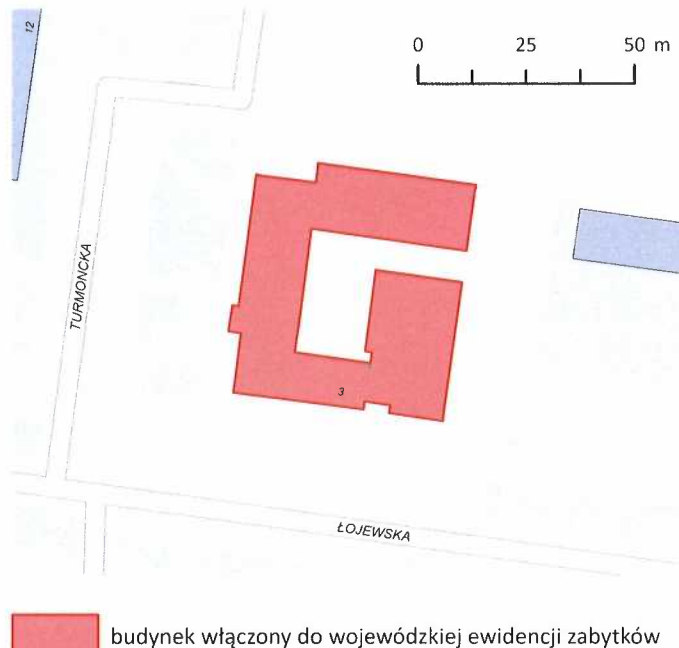 12
0 25 50 m
TURMONCKA
3
ŁOJEWSKA
budynek włączony do wojewódzkiej ewidencji zabytków